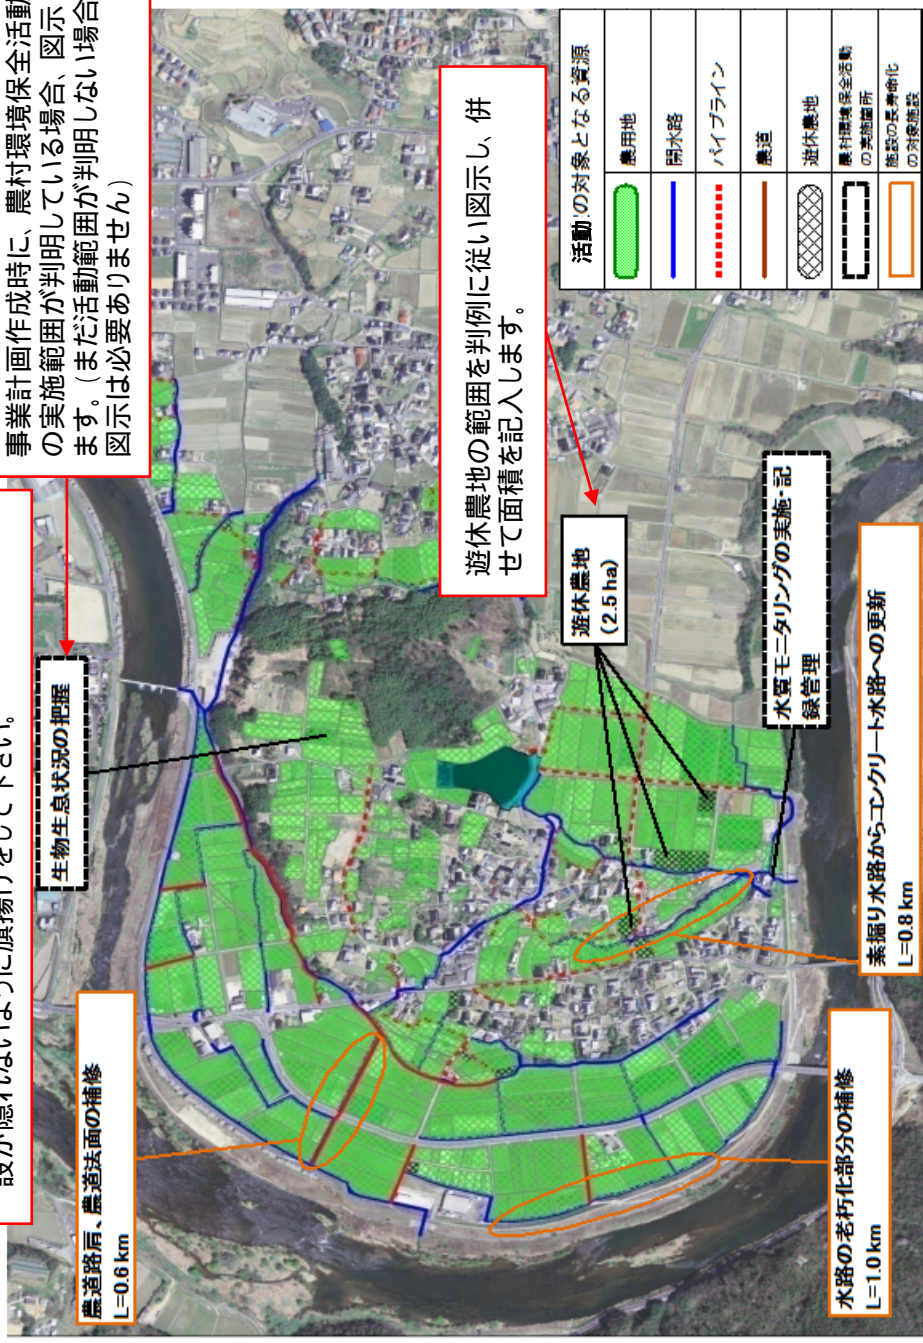 設が隠れないように旗揚げをして下さい。
事業計画作成時に、農村環境保全活動
の実施範囲が判明している場合、図示
ます。（まだ活動範囲が判明しない場合
図示は必要ありません）
生物生息状況の把握
農道路肩、農道法面の補修
L=0.6 km
遊休農地の範囲を判例に従い図示し、併
せて面積を記入します。
遊休農地
(2.5 ha)
水質モニタリングの実施・記
録管理
水路の老朽化部分の補修
L=1.0 km
素掘り水路からコンクリート水路への更新
L=0.8 km
活動の対象となる資源
農用地
開水路
パイプライン
農道
遊休農地
農村環境保全活動
の実施箇所
施設の長寿命化
の対象施設